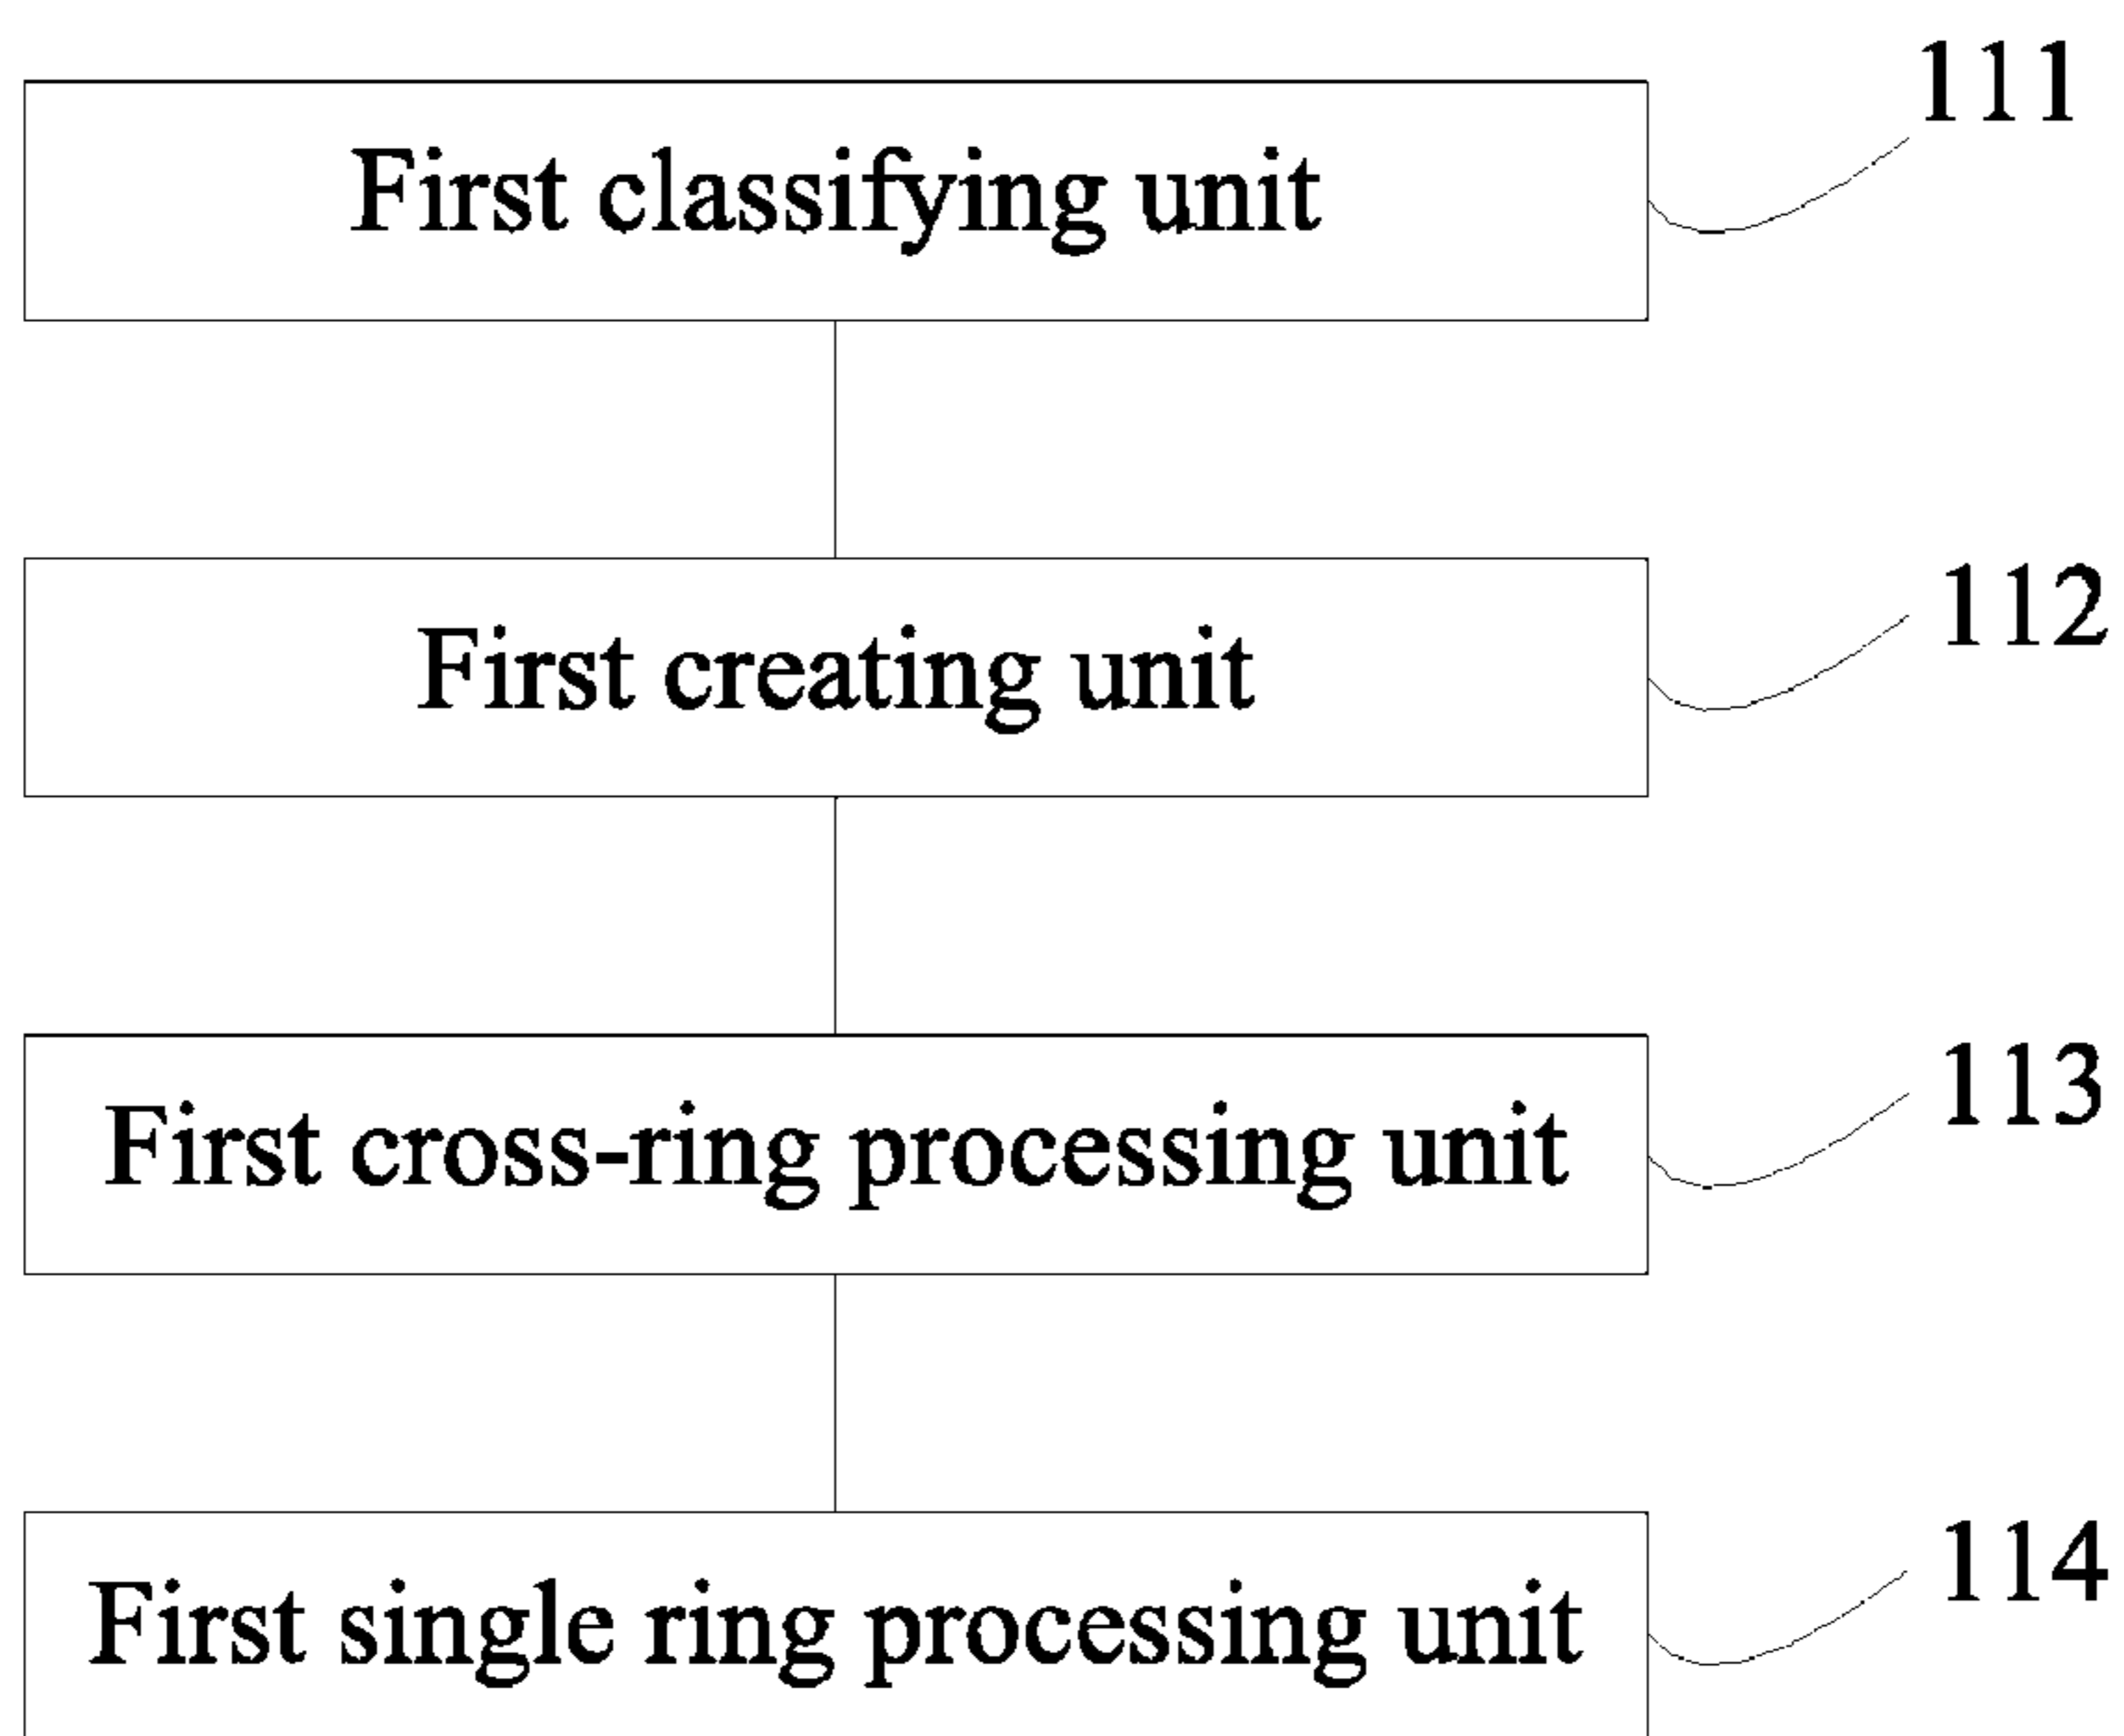 111
First classifying unit
112
First creating unit
113
First cross-ring processing unit
114
First single ring processing unit